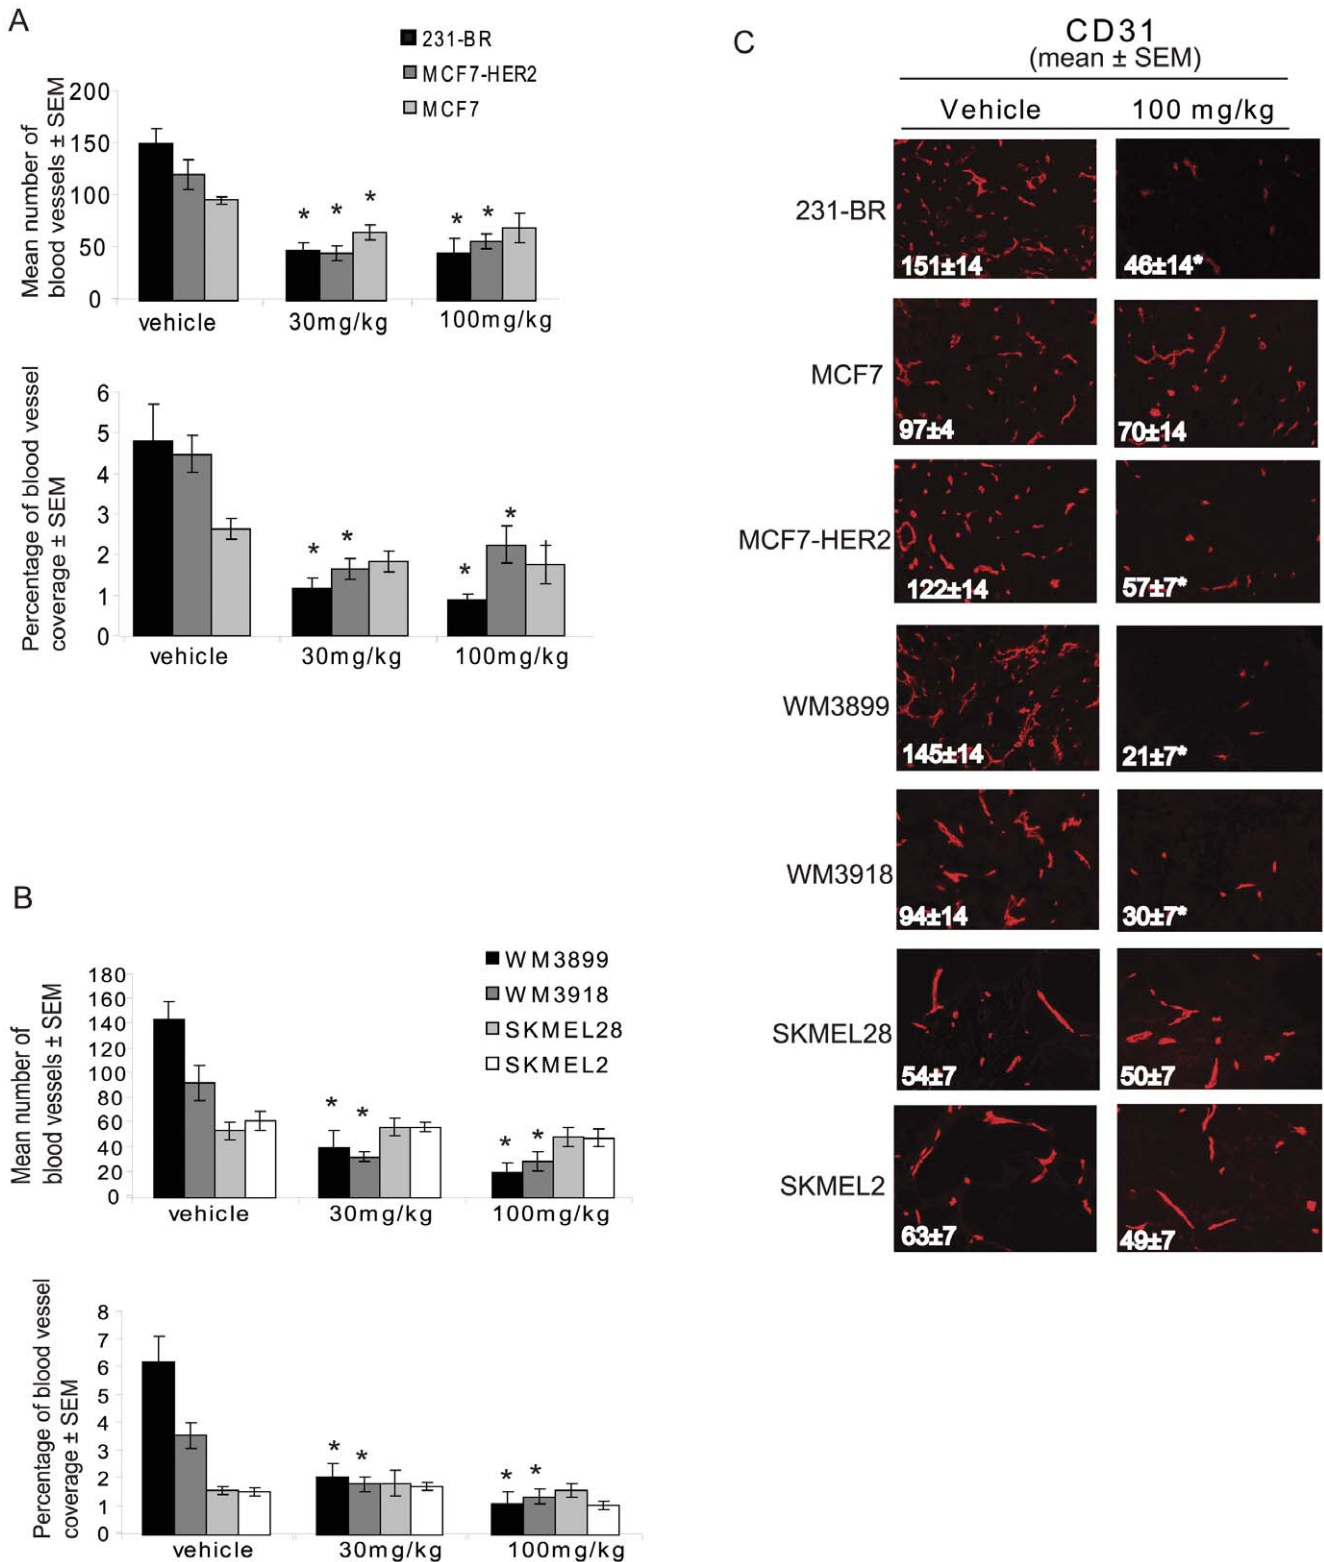 A
231-BR
MCF7-HER2
MCF7
Mean number of
blood vessels ± SEM
200
150
100
50
0
* * *
* *
vehicle 30mg/kg 100mg/kg
Percentage of blood vessel
coverage ± SEM
6
5
4
3
2
1
0
* *
* *
vehicle 30mg/kg 100mg/kg
B
WM3899
WM3918
SKMEL28
SKMEL2
Mean number of
blood vessels ± SEM
180
160
140
120
100
80
60
40
20
0
* *
* *
vehicle 30mg/kg 100mg/kg
Percentage of blood vessel
coverage ± SEM
8
7
6
5
4
3
2
1
0
* *
* *
vehicle 30mg/kg 100mg/kg
C
CD31
(mean ± SEM)
Vehicle 100 mg/kg
231-BR
151±14 46±14*
MCF7
97±4 70±14
MCF7-HER2
122±14 57±7*
WM3899
145±14 21±7*
WM3918
94±14 30±7*
SKMEL28
54±7 50±7
SKMEL2
63±7 49±7